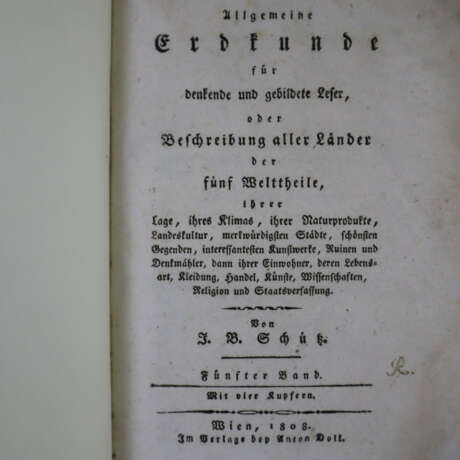 Allgemeine
Erdkunde
für
denkende und gebildete Leser,
oder
Beschreibung aller Länder
der
fünf Welttheile,
ihrer
Lage, ihres Klimas, ihrer Naturprodukte,
Landeskultur, merkwürdigsten Städte, schönsten
Gegenden, interessantesten Kunstwerke, Ruinen und
Denkmähler, dann ihrer Einwohner, deren Lebens-
art, Kleidung, Handel, Künste, Wissenschaften,
Religion und Staatsverfassung.
Von
J. B. Schütz.
Fünfter Band.
Mit vier Kupfern.
Wien, 1808.
Im Verlage bey Anton Doll.